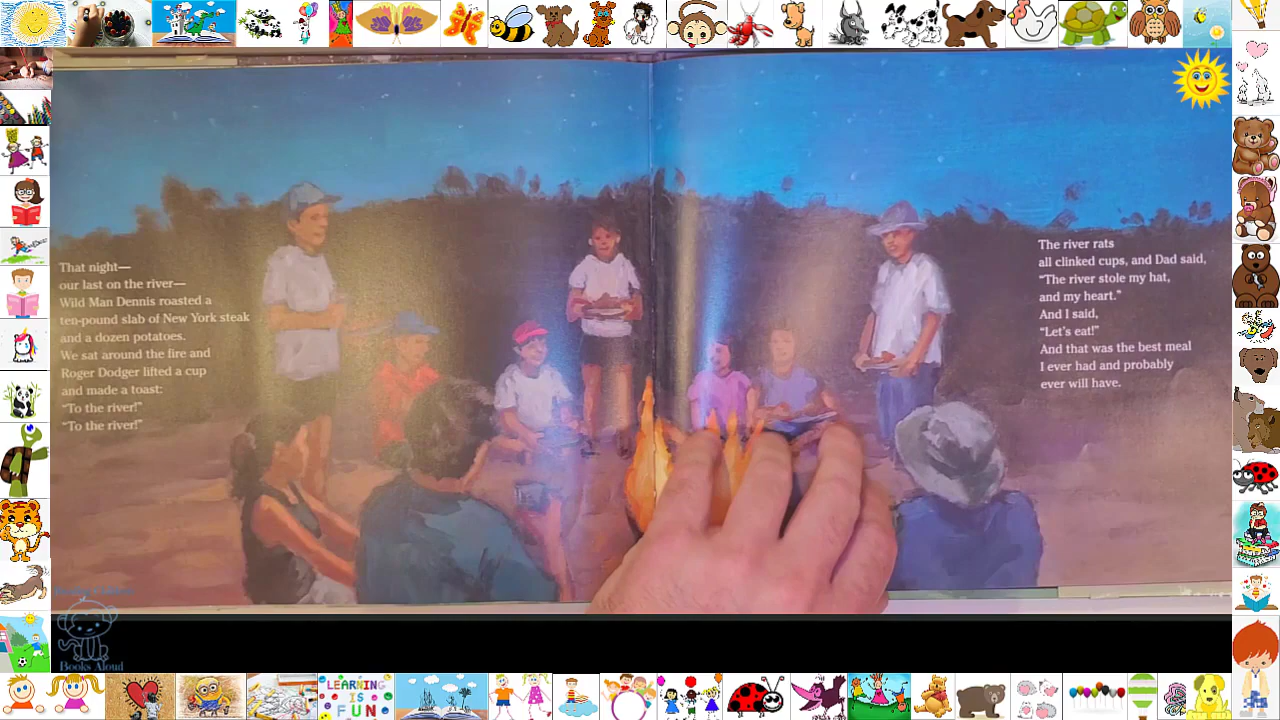 That night—
our last on the river—
Wild Man Dennis roasted a
ten-pound slab of New York steak
and a dozen potatoes.
We sat around the fire and
Roger Dodger lifted a cup
and made a toast:
“To the river!”
“To the river!”
The river rats
all clinked cups, and Dad said,
“The river stole my hat,
and my heart.”
And I said,
“Let’s eat!”
And that was the best meal
I ever had and probably
ever will have.
Books Aloud
LEARNING
IS
FUN